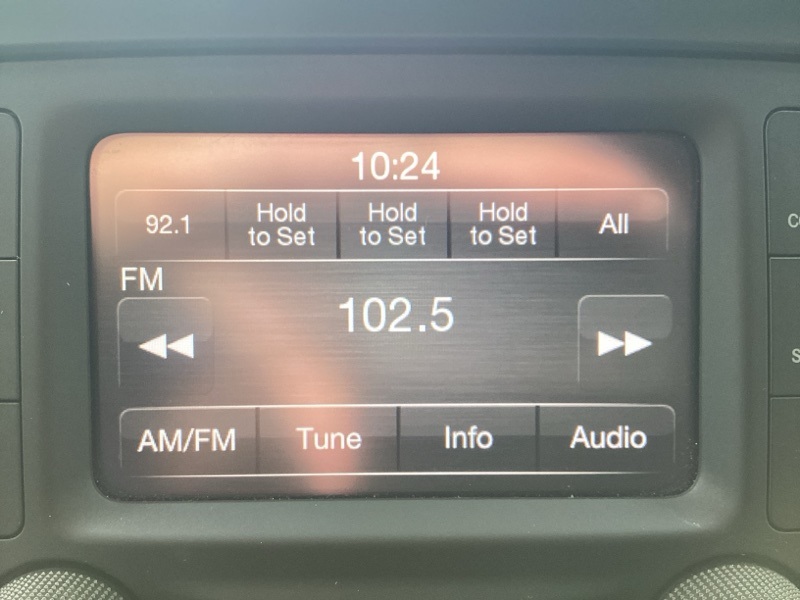 10:24
92.1
Hold
to Set
Hold
to Set
Hold
to Set
All
FM
102.5
AM/FM
Tune
Info
Audio